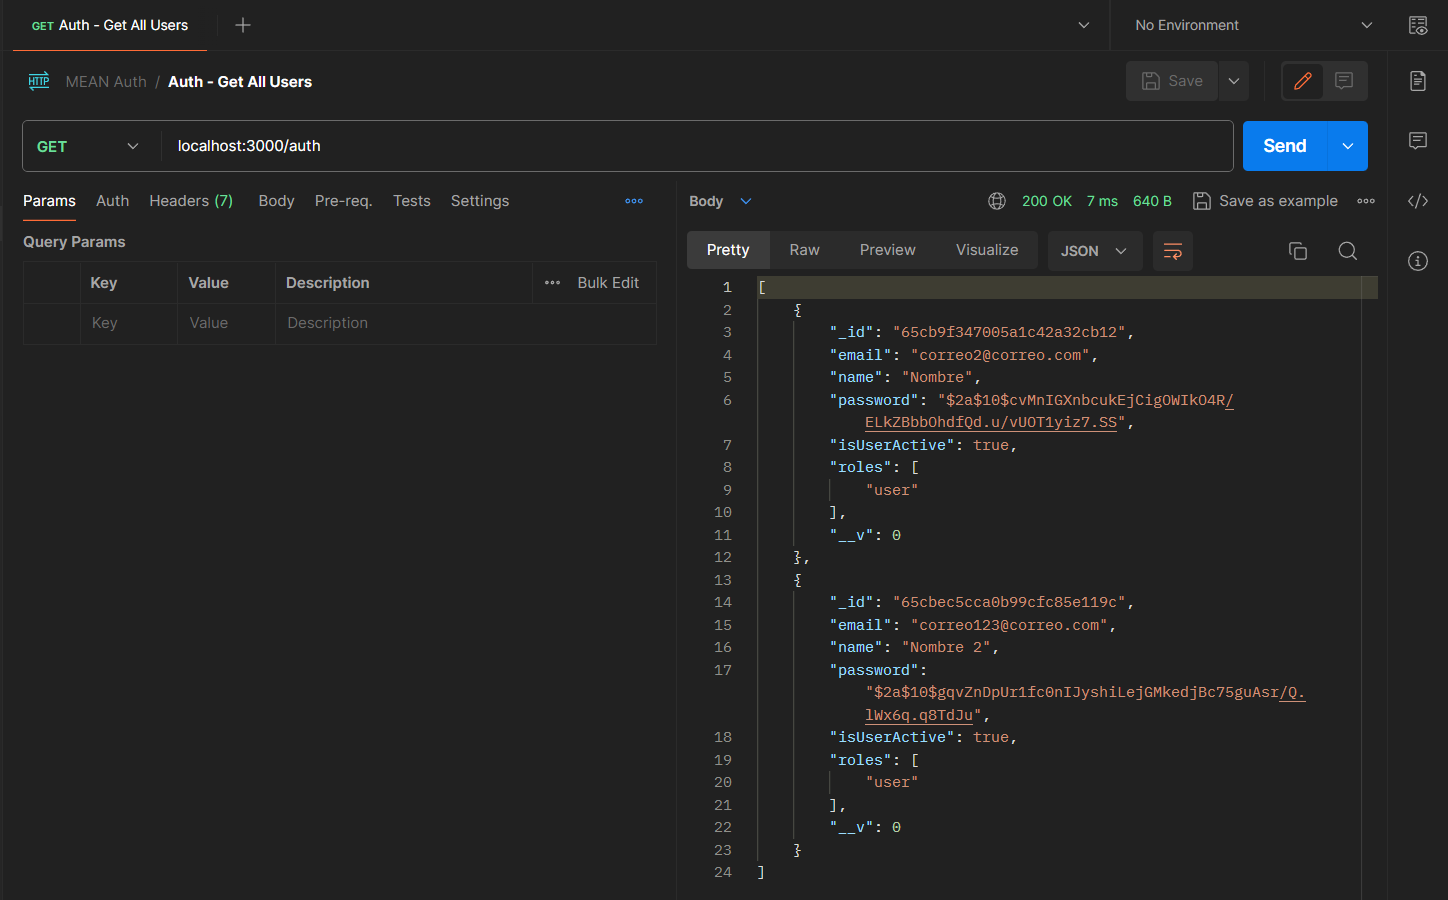 GET Auth - Get All Users
No Environment
HTTP MEAN Auth / Auth - Get All Users
Save
GET localhost:3000/auth
Send
Params Auth Headers (7) Body Pre-req. Tests Settings
Query Params
Key Value Description Bulk Edit
Key Value Description
Body 200 OK 7 ms 640 B Save as example
Pretty Raw Preview Visualize JSON
1 [
2 {
3 "_id": "65cb9f347005a1c42a32cb12",
4 "email": "correo2@correo.com",
5 "name": "Nombre",
6 "password": "$2a$10$cvMnIGXnbcukEjCigOWIkO4R/
ELkZBbbOhdfQd.u/vUOT1yiz7.SS",
7 "isUserActive": true,
8 "roles": [
9 "user"
10 ],
11 "__v": 0
12 },
13 {
14 "_id": "65cbec5cca0b99cfc85e119c",
15 "email": "correo123@correo.com",
16 "name": "Nombre 2",
17 "password":
"$2a$10$gqvZnDpUr1fc0nIJyshiLejGMkedjBc75guAsr/Q.
lWx6q.q8TdJu",
18 "isUserActive": true,
19 "roles": [
20 "user"
21 ],
22 "__v": 0
23 }
24 ]